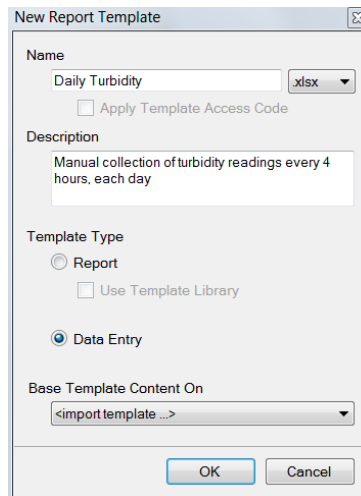 New Report Template
Name
Daily Turbidity
.xlsx
Apply Template Access Code
Description
Manual collection of turbidity readings every 4
hours, each day
Template Type
Report
Use Template Library
Data Entry
Base Template Content On
<import template ...>
OK
Cancel